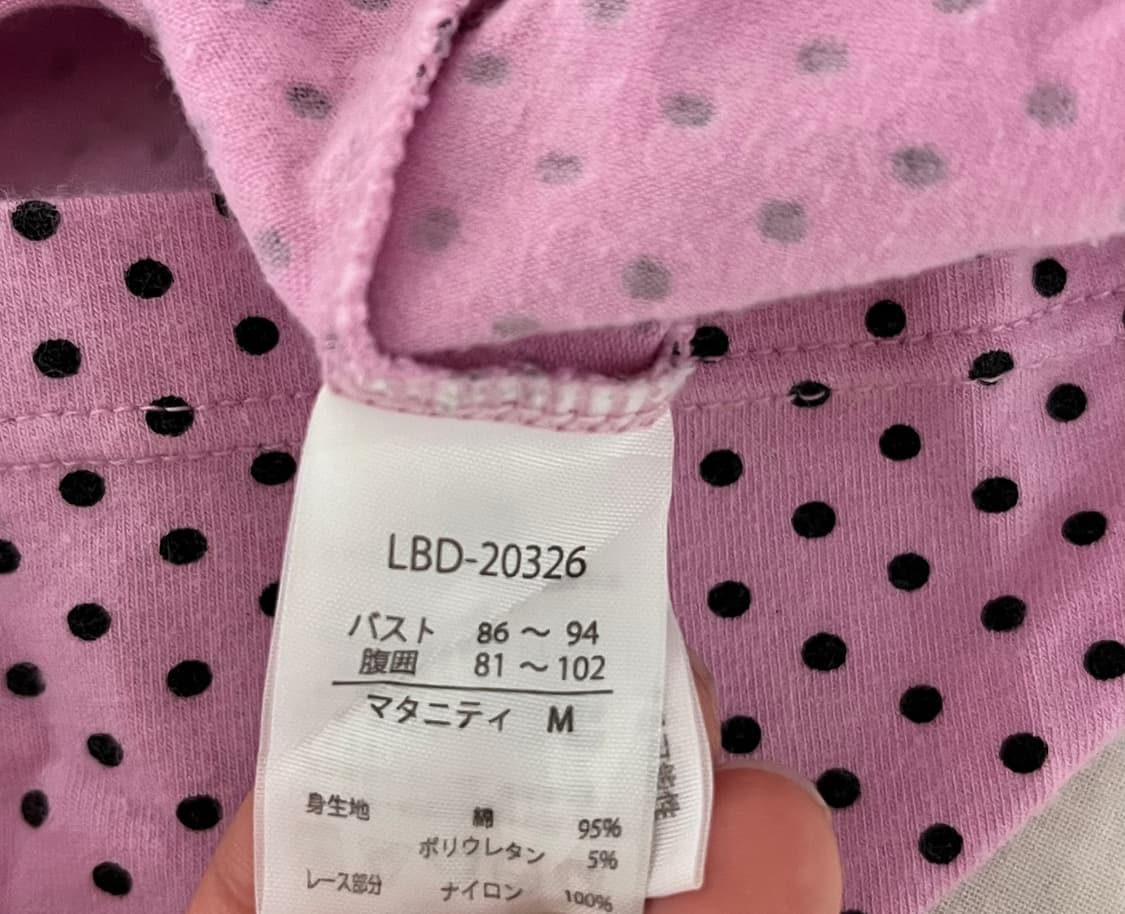 LBD-20326
バスト 86 ～ 94
腹囲 81 ～ 102
マタニティ M
身生地 綿 95%
ポリウレタン 5%
レース部分 ナイロン 100%